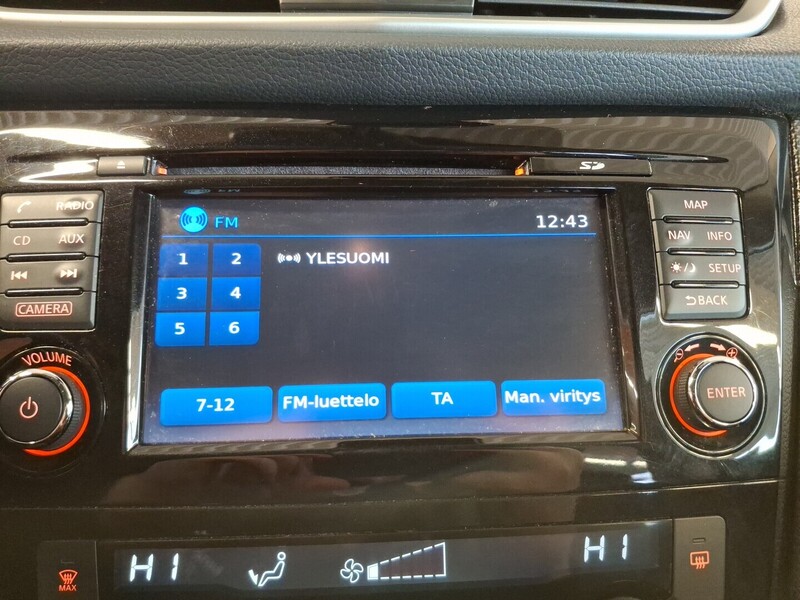 RADIO
CD AUX
CAMERA
VOLUME
SD
FM 12:43
1 2
3 4
5 6
YLESUOMI
7-12 FM-luettelo TA Man. viritys
MAP
NAV INFO
SETUP
BACK
ENTER
MAX
HI HI